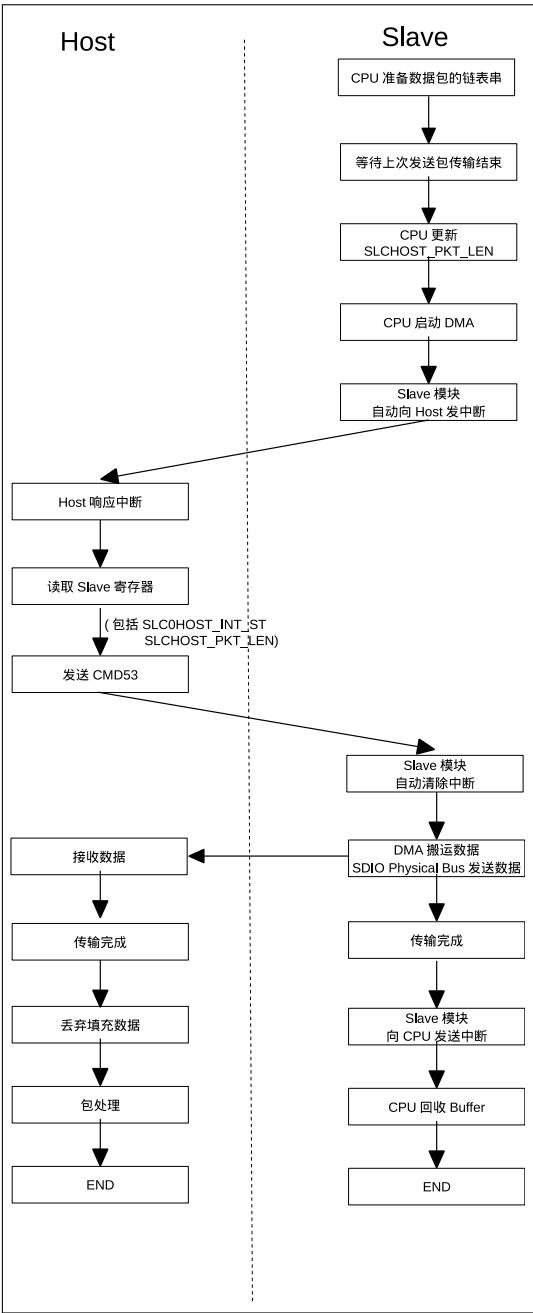 Host
Slave
CPU 准备数据包的链表串
等待上次发送包传输结束
CPU 更新
SLCHOST_PKT_LEN
CPU 启动 DMA
Slave 模块
自动向 Host 发中断
Host 响应中断
读取 Slave 寄存器
( 包括 SLC0HOST_INT_ST
SLCHOST_PKT_LEN)
发送 CMD53
Slave 模块
自动清除中断
DMA 搬运数据
SDIO Physical Bus 发送数据
接收数据
传输完成
传输完成
丢弃填充数据
Slave 模块
向 CPU 发送中断
包处理
CPU 回收 Buffer
END
END